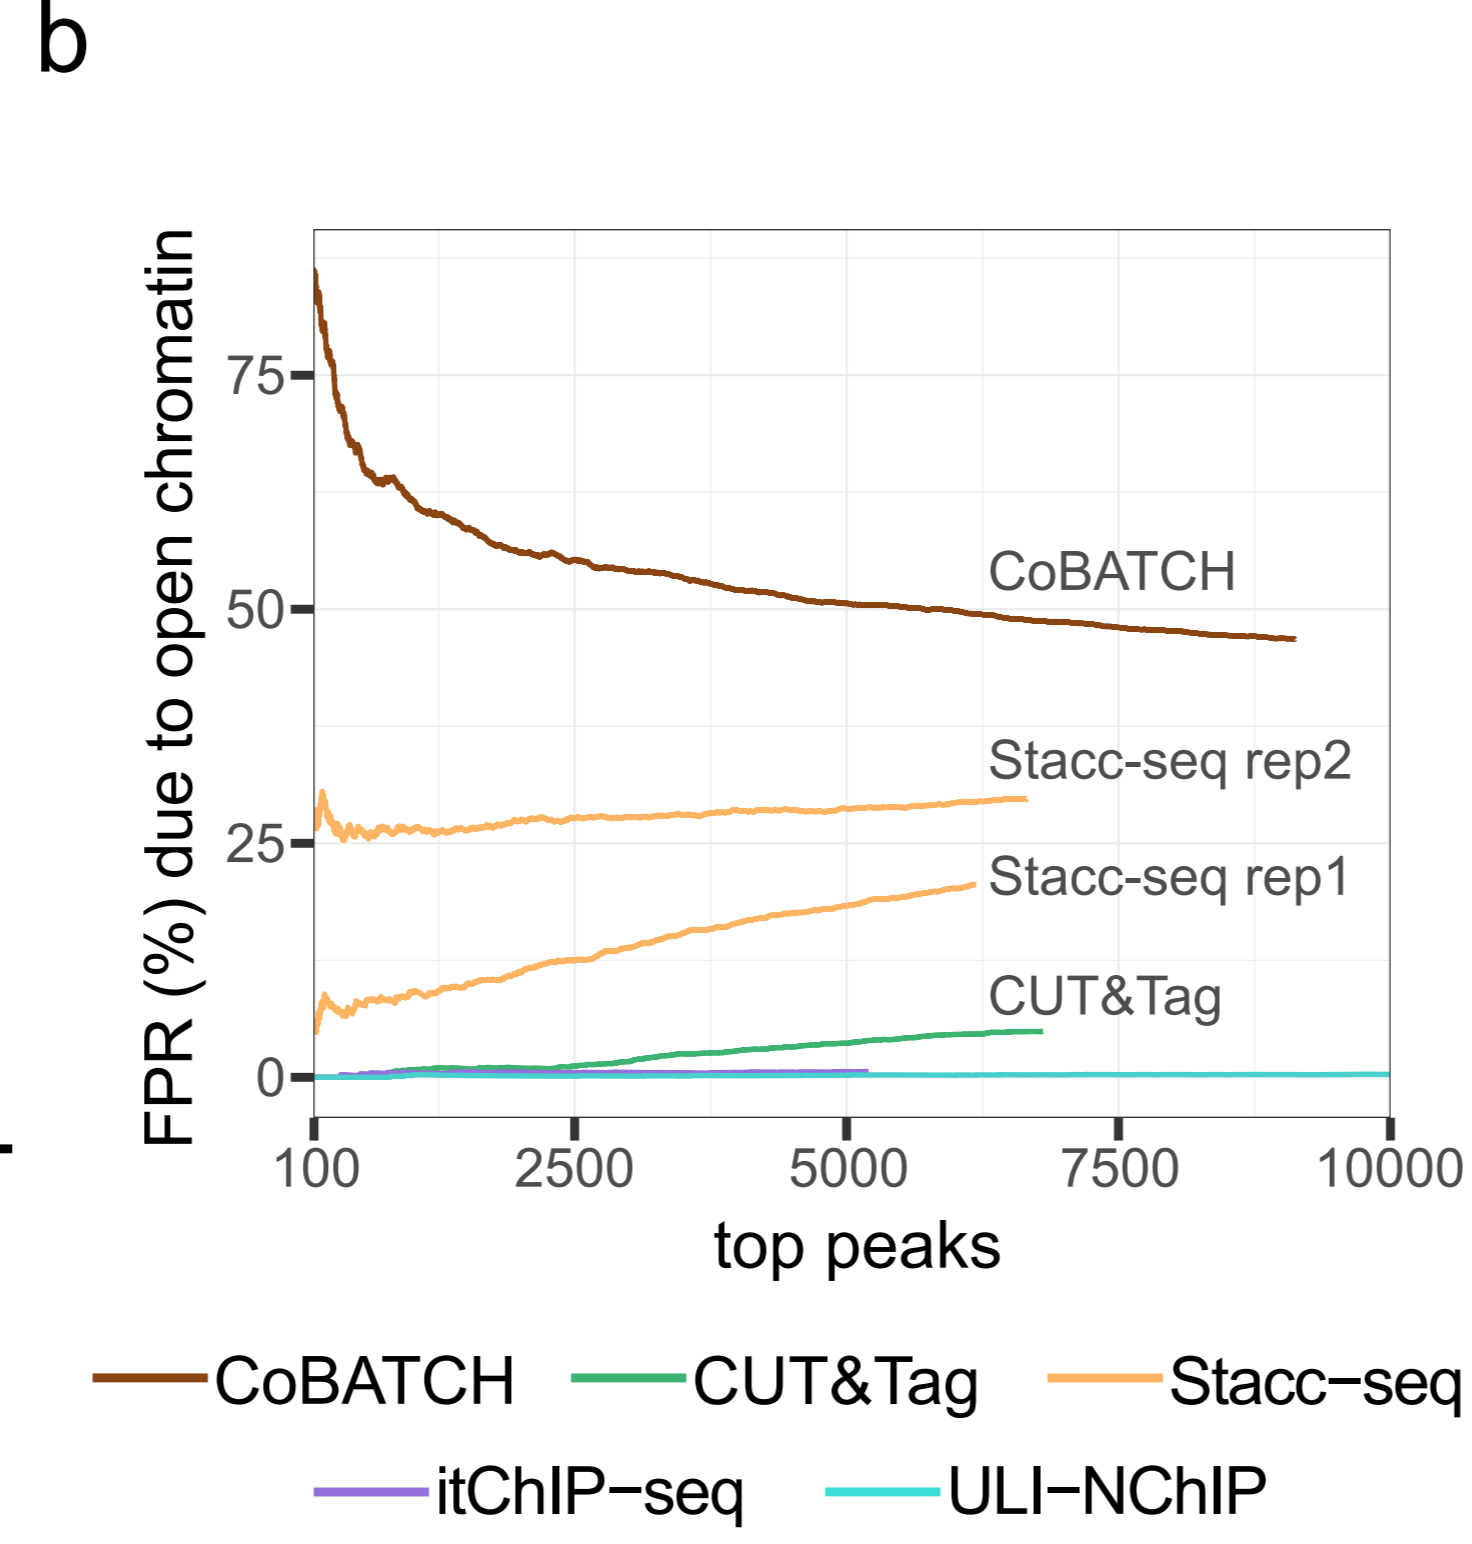 b
FPR (%) due to open chromatin
75
50
25
0
CoBATCH
Stacc-seq rep2
Stacc-seq rep1
CUT&Tag
100 2500 5000 7500 10000
top peaks
CoBATCH CUT&Tag Stacc−seq
itChIP−seq ULI−NChIP